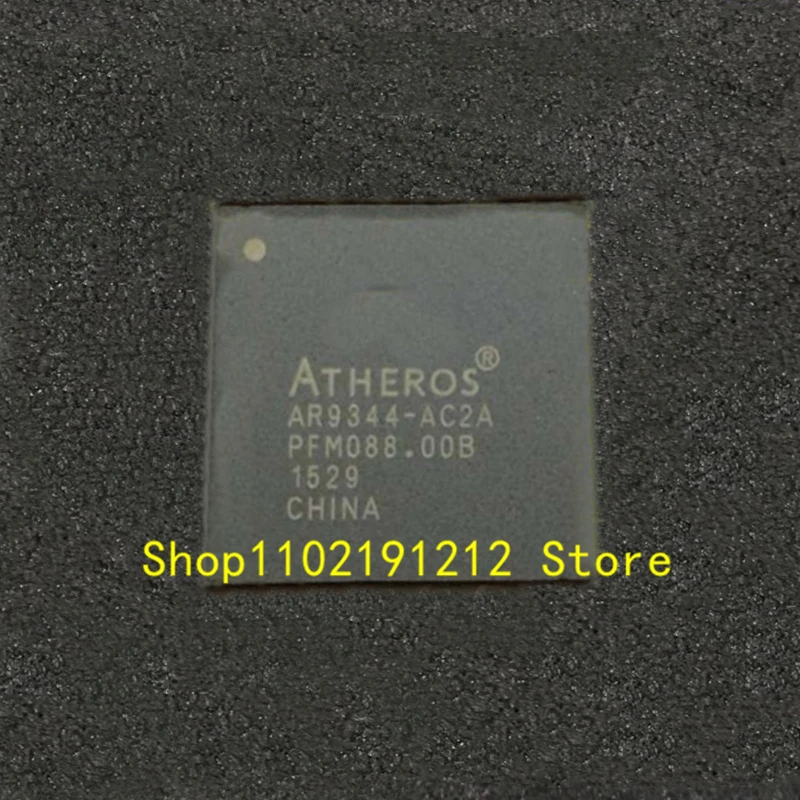 ATHEROS®
AR9344-AC2A
PFM088.00B
1529
CHINA
Shop1102191212 Store